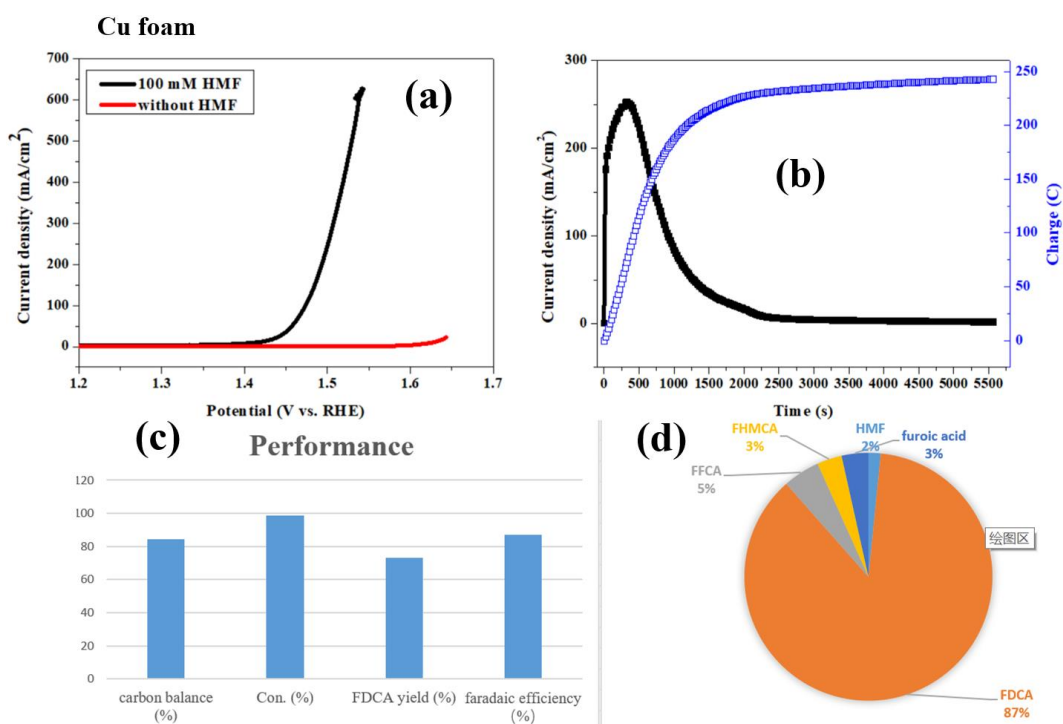 Cu foam
700
600
500
400
300
200
100
0
1.2
1.3
1.4
1.5
1.6
1.7
Current density (mA/cm²)
Potential (V vs. RHE)
100 mM HMF
without HMF
(a)
300
200
100
0
Current density (mA/cm²)
0 500 1000 1500 2000 2500 3000 3500 4000 4500 5000 5500
Time (s)
250
200
150
100
50
0
Charge (C)
(b)
(c)
Performance
120
100
80
60
40
20
0
carbon balance
(%)
Con. (%)
FDCA yield (%)
faradaic efficiency
(%)
(d)
FHMCA
3%
HMF
2%
furoic acid
3%
FFCA
5%
绘图区
FDCA
87%